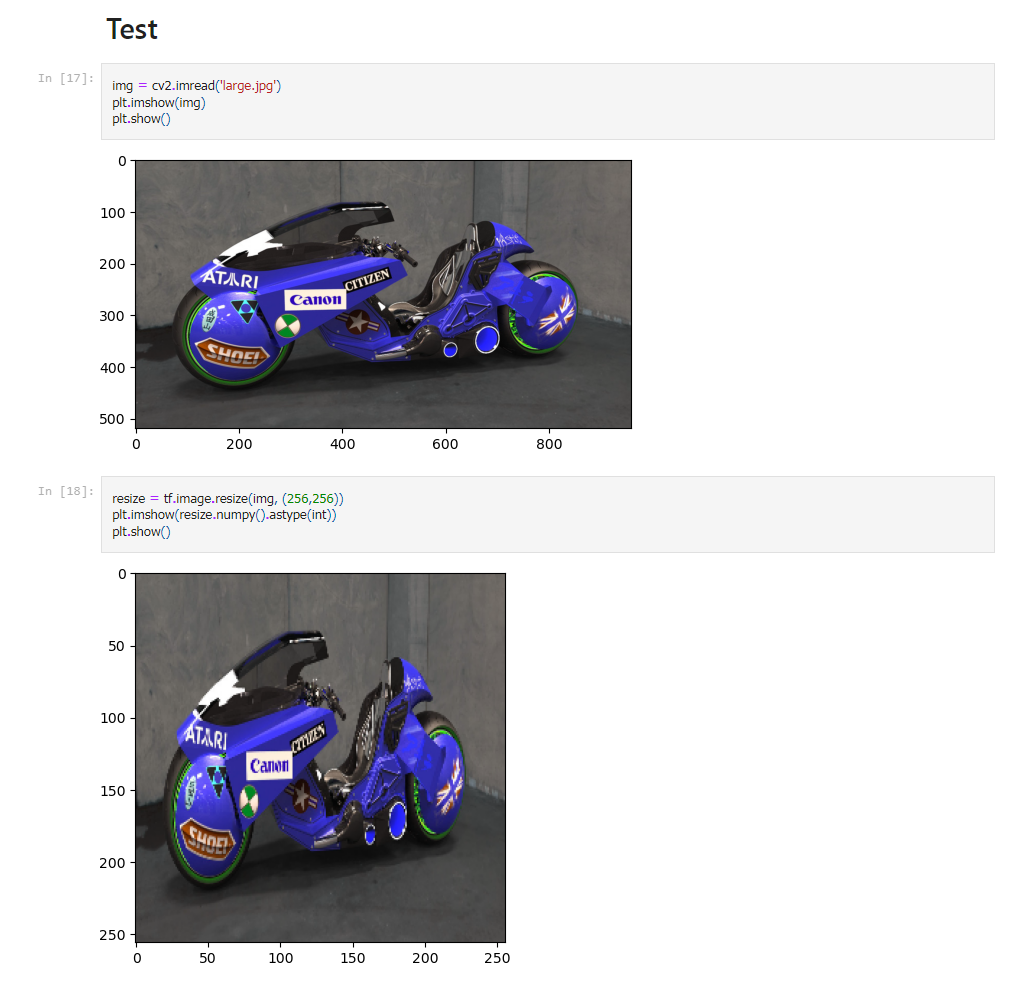 Test
In [17]:
img = cv2.imread('large.jpg')
plt.imshow(img)
plt.show()
0
100
200
300
400
500
ATARI
CITIZEN
Canon
SHOEI
0 200 400 600 800
In [18]:
resize = tf.image.resize(img, (256,256))
plt.imshow(resize.numpy().astype(int))
plt.show()
0
50
100
150
200
250
ATARI
CITIZEN
Canon
SHOEI
0 50 100 150 200 250